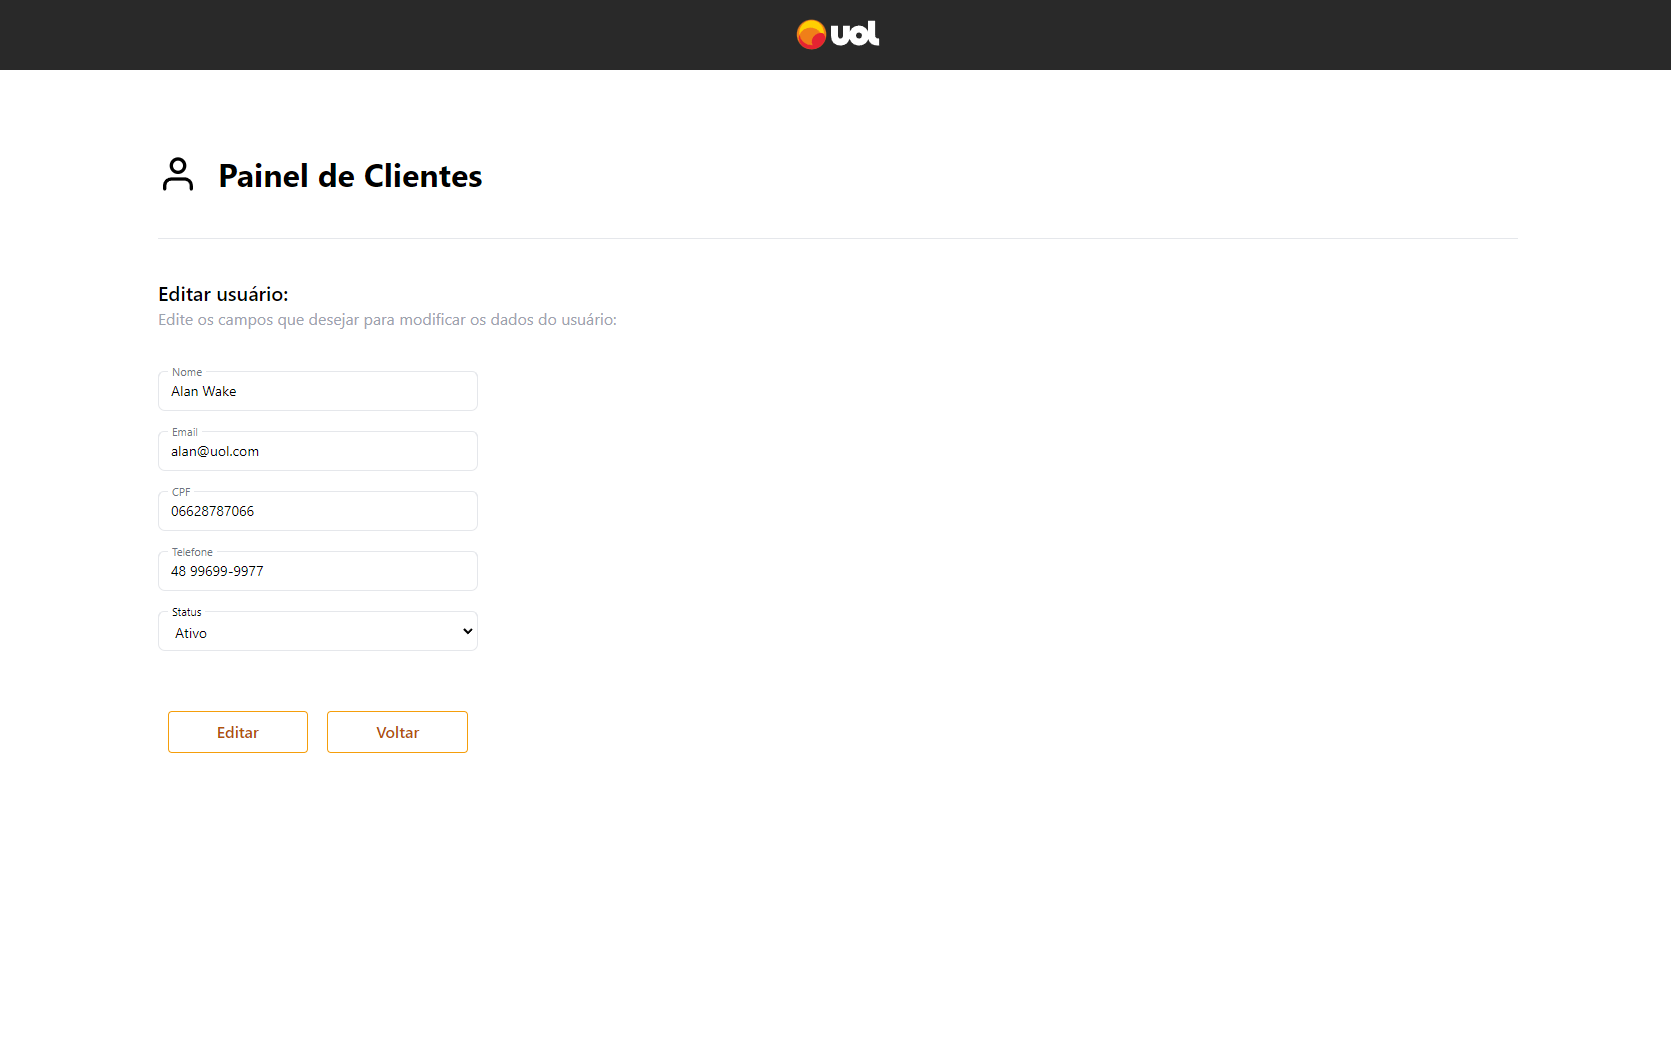 uol
Painel de Clientes
Editar usuário:
Edite os campos que desejar para modificar os dados do usuário:
Nome
Alan Wake
Email
alan@uol.com
CPF
06628787066
Telefone
48 99699-9977
Status
Ativo
Editar Voltar